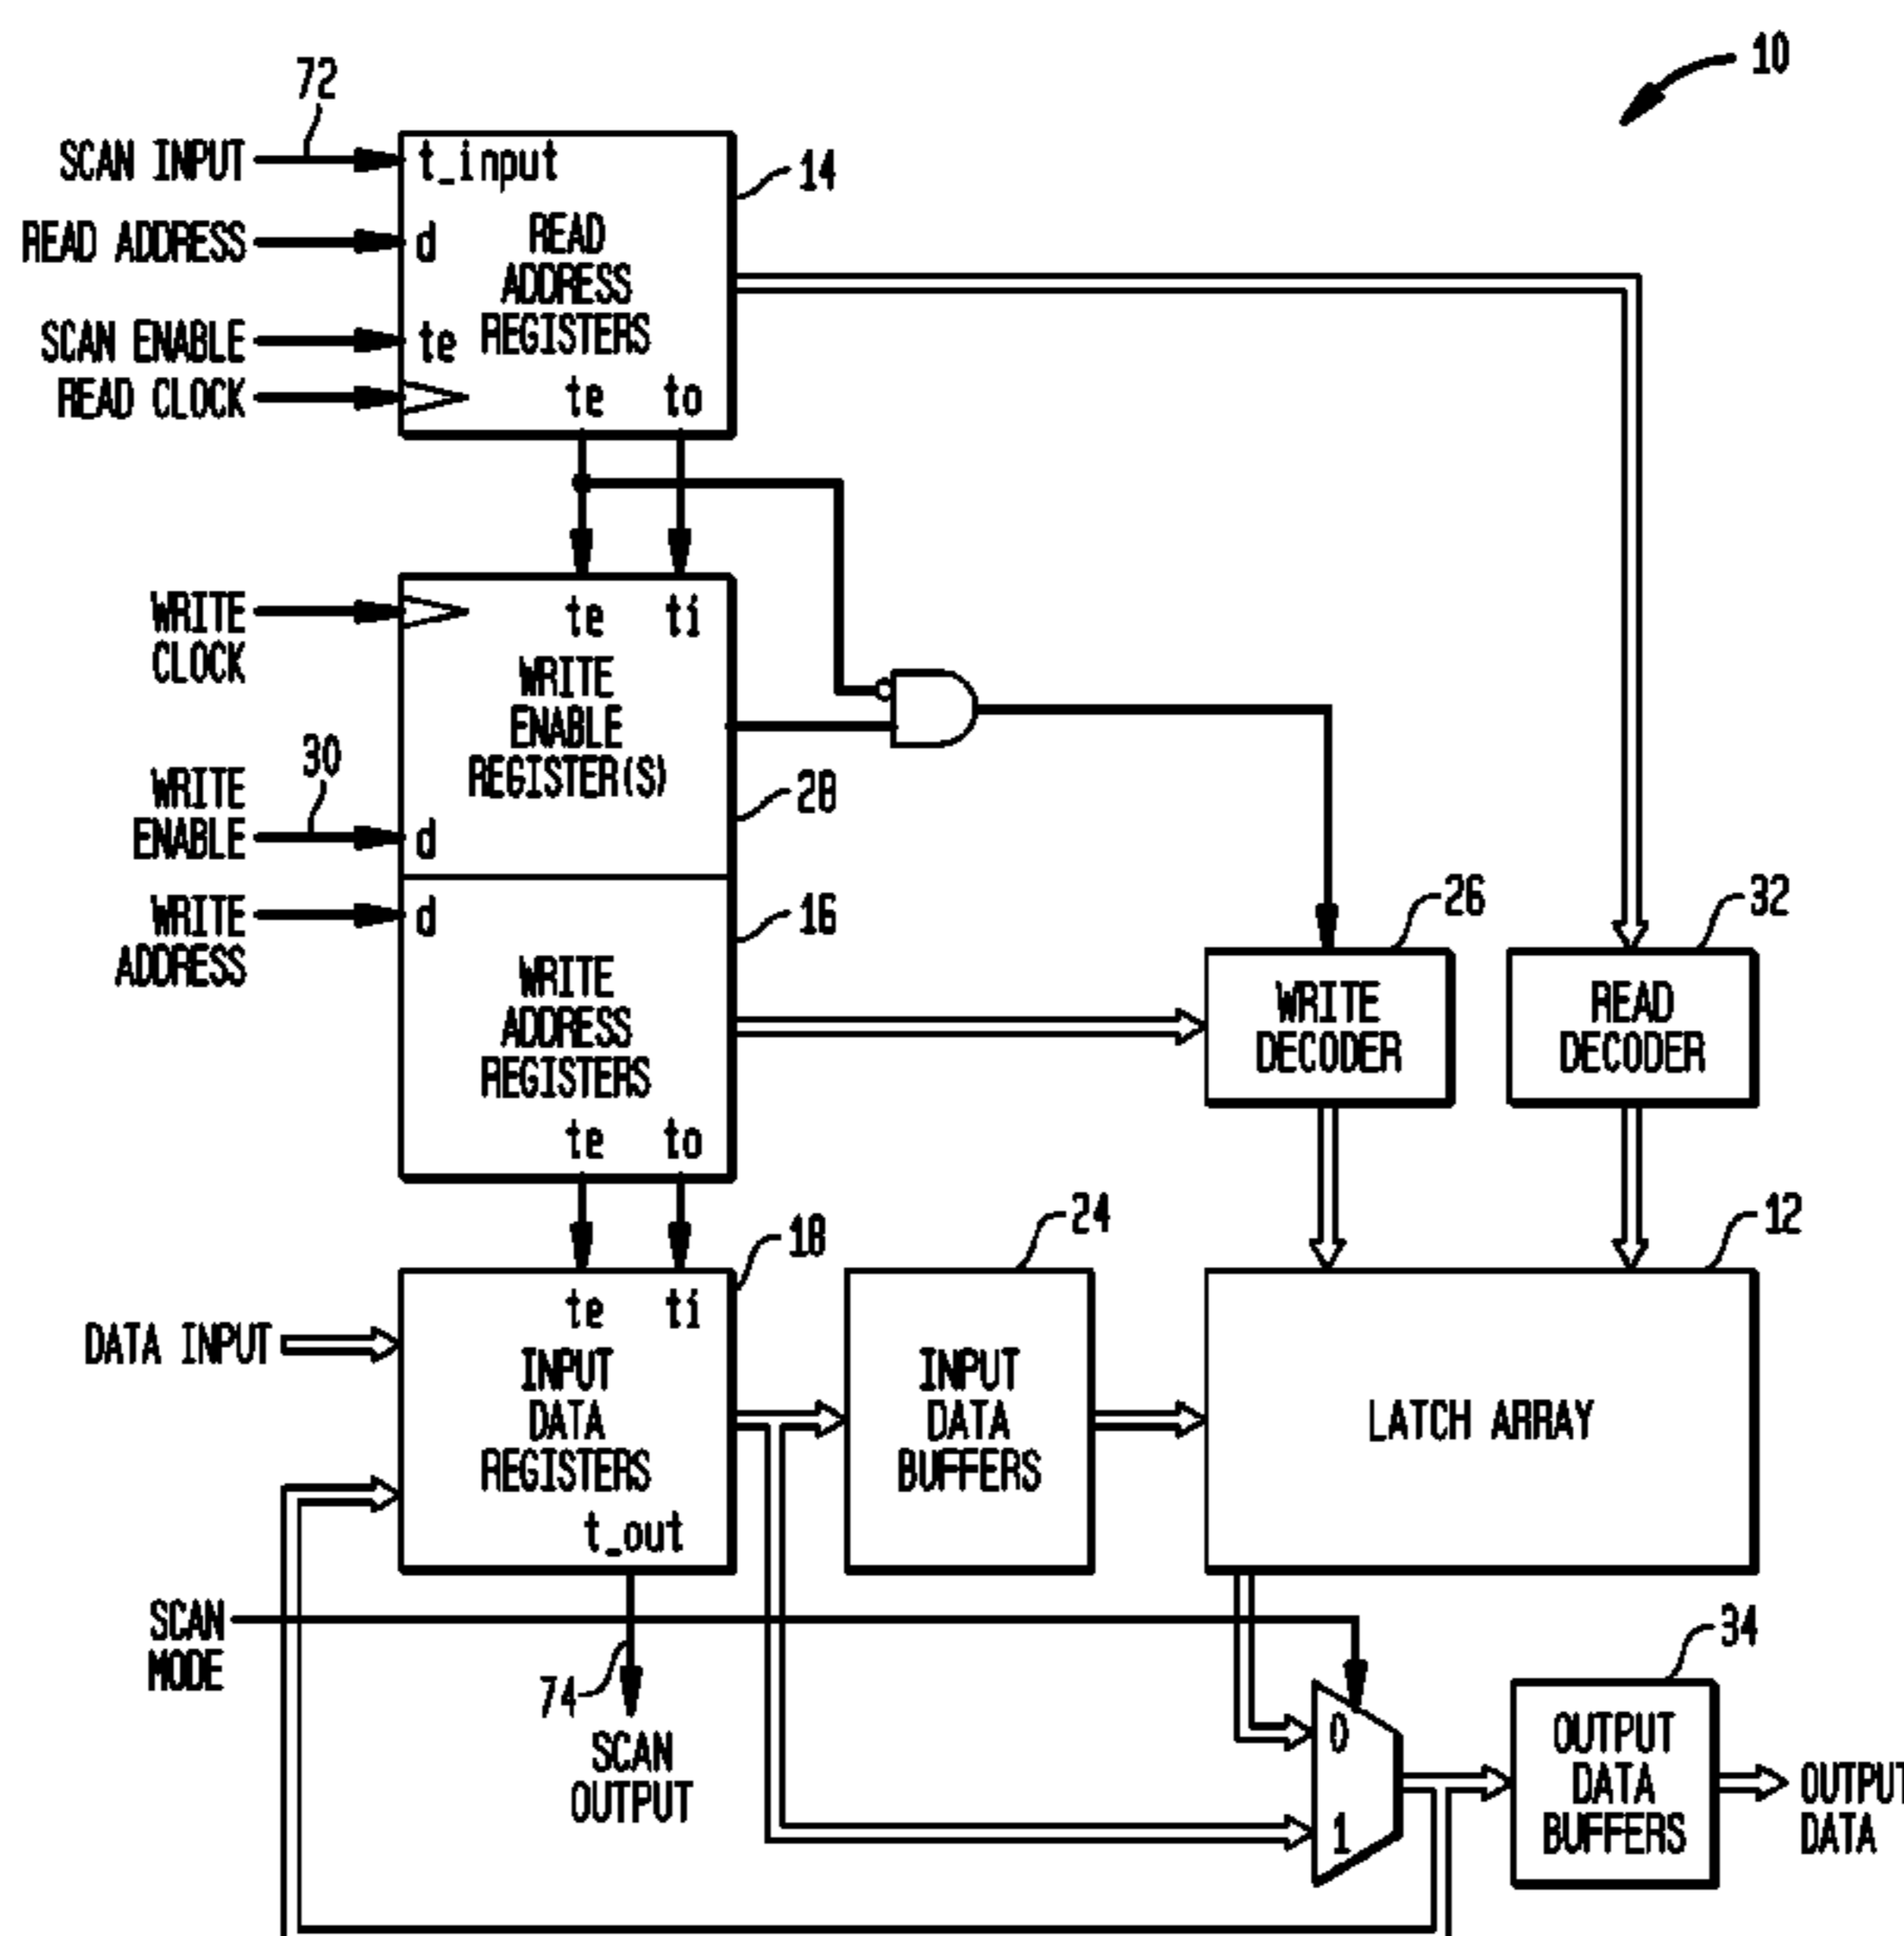 10
72
SCAN INPUT
t_input
14
READ ADDRESS
d
READ
ADDRESS
REGISTERS
SCAN ENABLE
te
READ CLOCK
te
to
WRITE
CLOCK
te
ti
WRITE
ENABLE
REGISTER(S)
30
28
WRITE
ENABLE
d
WRITE
ADDRESS
d
16
26
32
WRITE
ADDRESS
REGISTERS
WRITE
DECODER
READ
DECODER
te
to
18
24
12
te
ti
DATA INPUT
INPUT
DATA
REGISTERS
INPUT
DATA
BUFFERS
LATCH ARRAY
t_out
SCAN
MODE
74
SCAN
OUTPUT
34
0
1
OUTPUT
DATA
BUFFERS
OUTPUT
DATA